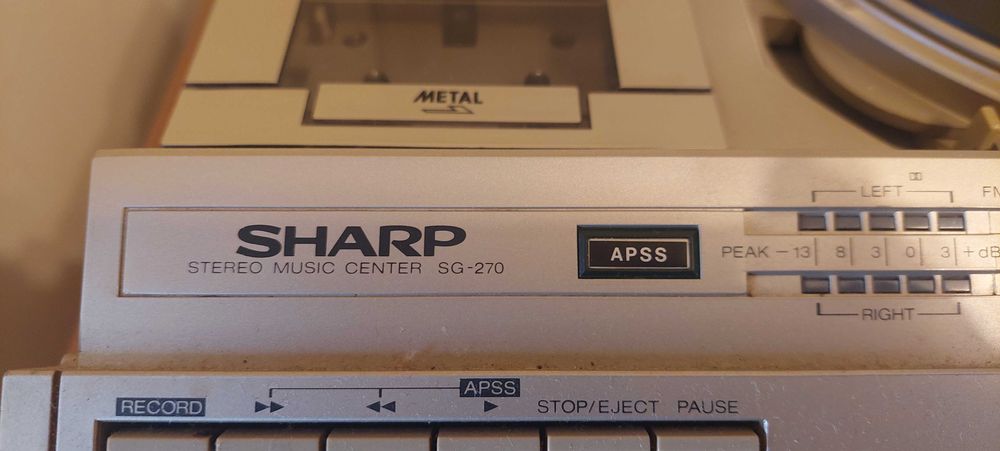 METAL
SHARP
STEREO MUSIC CENTER SG-270
APSS
LEFT
PEAK -13 8 3 0 3 +dB
RIGHT
APSS
RECORD
STOP/EJECT PAUSE